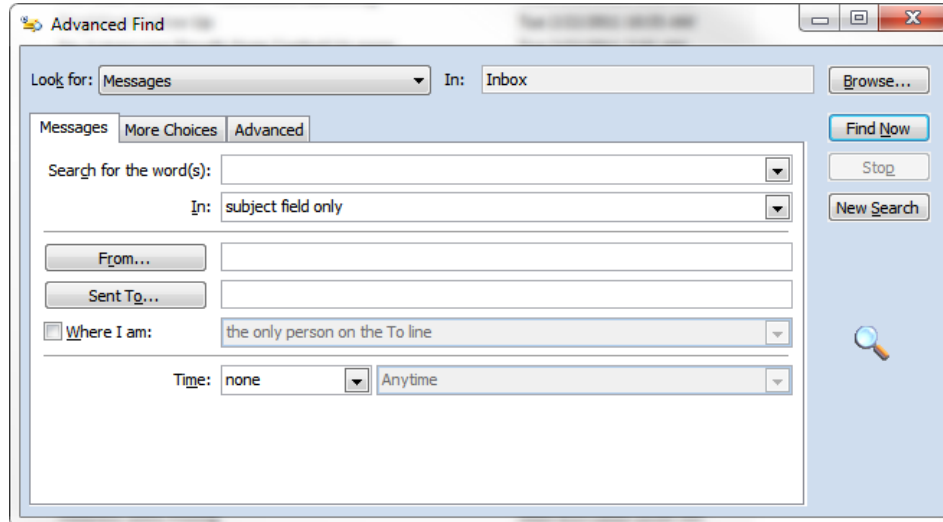 Advanced Find
Look for: Messages In: Inbox Browse...
Messages More Choices Advanced Find Now
Search for the word(s): Stop
In: subject field only New Search
From...
Sent To...
Where I am: the only person on the To line
Time: none Anytime